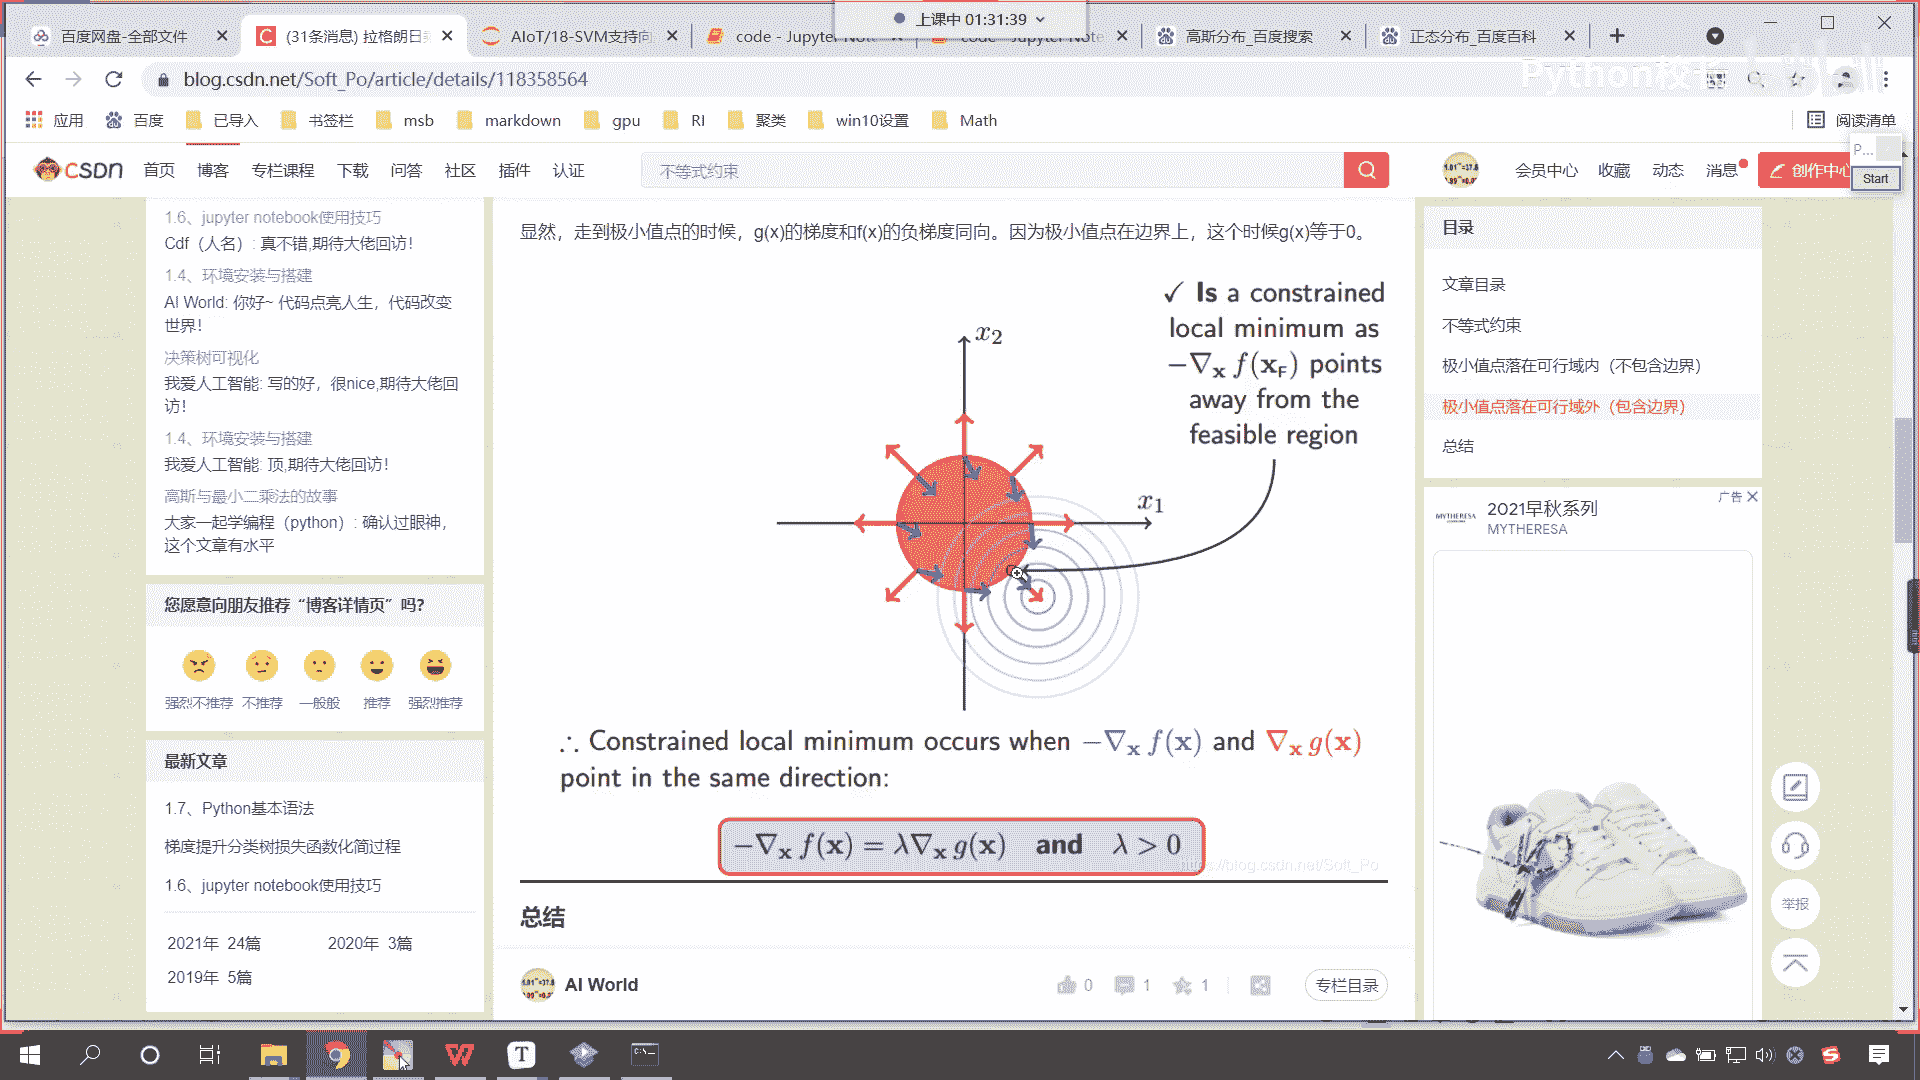 上课中 01:31:39
百度网盘-全部文件
(31条消息) 拉格朗日
AIoT/18-SVM支持向
code - Jupyter Note
code - Jupyter Note
高斯分布_百度搜索
正态分布_百度百科
blog.csdn.net/Soft_Po/article/details/118358564
应用
百度
已导入
书签栏
msb
markdown
gpu
RI
聚类
win10设置
Math
阅读清单
P...
Start
CSDN
首页
博客
专栏课程
下载
问答
社区
插件
认证
不等式约束
会员中心
收藏
动态
消息
创作中心
1.6、jupyter notebook使用技巧
Cdf（人名）: 真不错,期待大佬回访！
1.4、环境安装与搭建
AI World: 你好~ 代码点亮人生，代码改变
世界！
决策树可视化
我爱人工智能: 写的好，很nice,期待大佬回
访！
1.4、环境安装与搭建
我爱人工智能: 顶,期待大佬回访！
高斯与最小二乘法的故事
大家一起学编程（python）: 确认过眼神，
这个文章有水平
您愿意向朋友推荐“博客详情页”吗？
强烈不推荐 不推荐 一般般 推荐 强烈推荐
最新文章
1.7、Python基本语法
梯度提升分类树损失函数化简过程
1.6、jupyter notebook使用技巧
2021年 24篇
2020年 3篇
2019年 5篇
显然，走到极小值点的时候，g(x)的梯度和f(x)的负梯度同向。因为极小值点在边界上，这个时候g(x)等于0。
✓ Is a constrained
local minimum as
−∇ₓ f(x_F) points
away from the
feasible region
x₂
x₁
∴ Constrained local minimum occurs when −∇ₓ f(x) and ∇ₓ g(x)
point in the same direction:
−∇ₓ f(x) = λ∇ₓ g(x) and λ > 0
https://blog.csdn.net/Soft_Po
总结
AI World
0
1
1
专栏目录
目录
文章目录
不等式约束
极小值点落在可行域内（不包含边界）
极小值点落在可行域外（包含边界）
总结
广告
MYTHERESA
2021早秋系列
MYTHERESA
举报